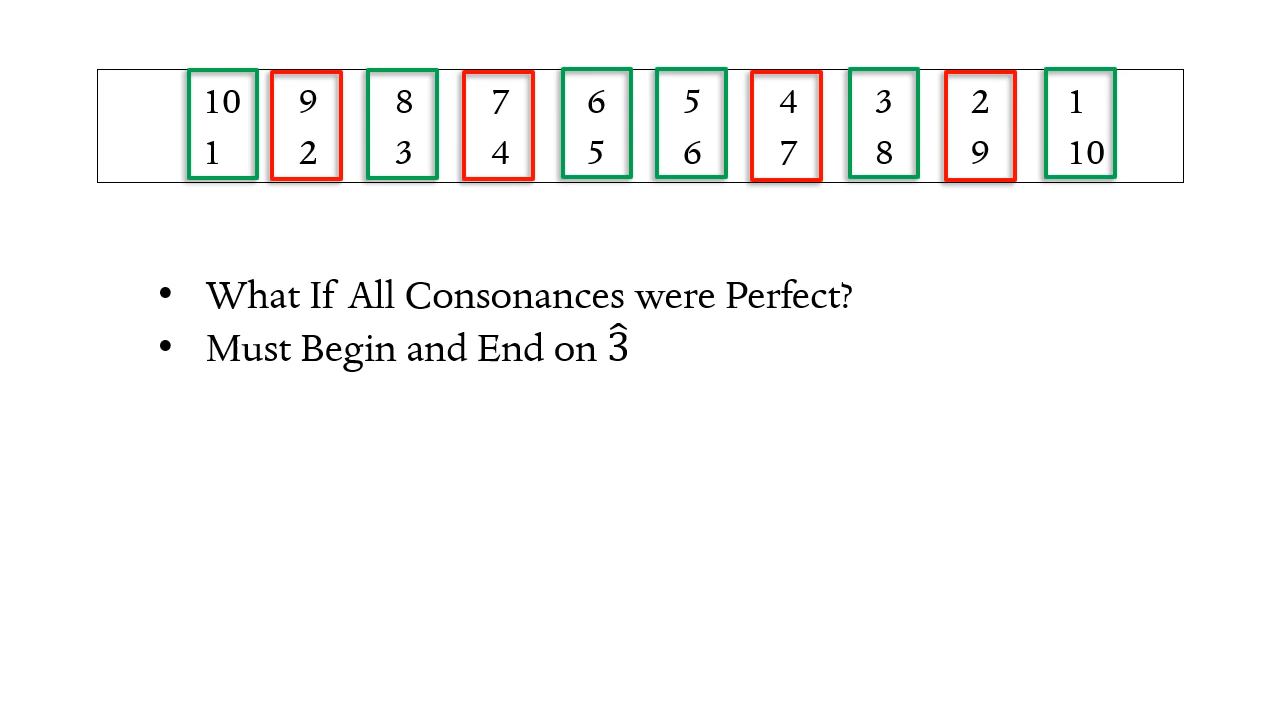 10 9 8 7 6 5 4 3 2 1
1 2 3 4 5 6 7 8 9 10
• What If All Consonances were Perfect?
• Must Begin and End on 3̂